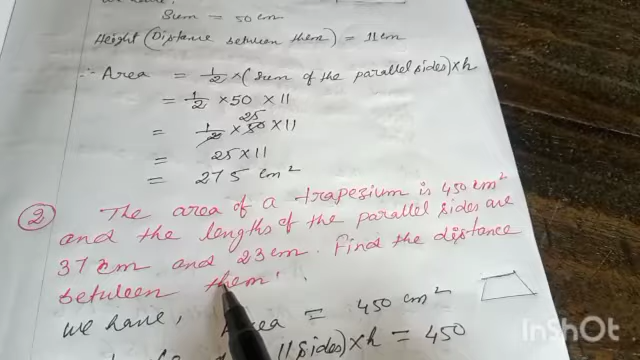 we have,
Sum = 50 cm
Height (Distance between them) = 11cm
∴ Area = 1/2 × (sum of the parallel sides) × h
= 1/2 × 50 × 11
25
= 1/2 × 50 × 11
= 25 × 11
= 275 cm²
② The area of a trapezium is 450 cm²
and the lengths of the parallel sides are
37 cm and 23 cm. Find the distance
between them.
we have, Area = 450 cm²
11 sides) × h = 450
InShOt